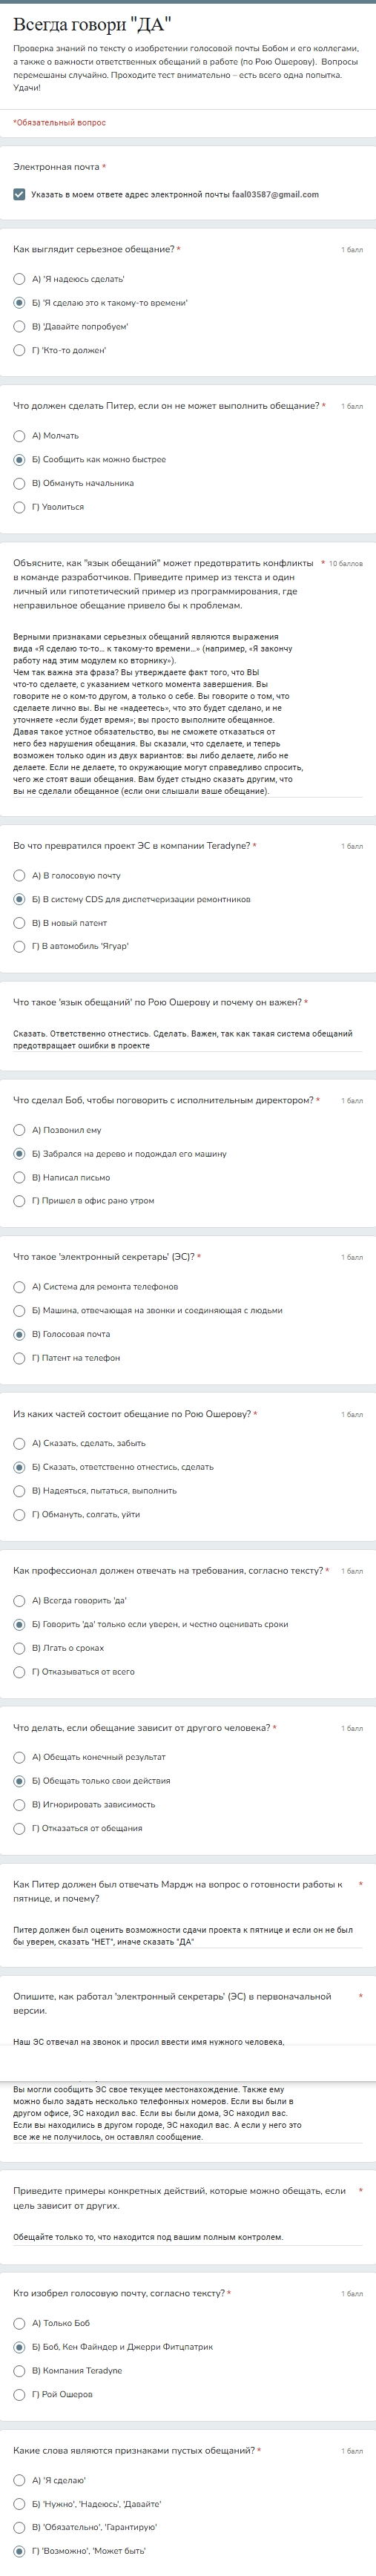 Всегда говори "ДА"
Проверка знаний по тексту о изобретении голосовой почты Бобом и его коллегами,
а также о важности ответственных обещаний в работе (по Рою Ошерову). Вопросы
перемешаны случайно. Проходите тест внимательно – есть всего одна попытка.
Удачи!
*Обязательный вопрос
Электронная почта *
Указать в моем ответе адрес электронной почты faal03587@gmail.com
Как выглядит серьезное обещание? * 1 балл
А) 'Я надеюсь сделать'
Б) 'Я сделаю это к такому-то времени'
В) 'Давайте попробуем'
Г) 'Кто-то должен'
Что должен сделать Питер, если он не может выполнить обещание? * 1 балл
А) Молчать
Б) Сообщить как можно быстрее
В) Обмануть начальника
Г) Уволиться
Объясните, как "язык обещаний" может предотвратить конфликты * 10 баллов
в команде разработчиков. Приведите пример из текста и один
личный или гипотетический пример из программирования, где
неправильное обещание привело бы к проблемам.
Верными признаками серьезных обещаний являются выражения
вида «Я сделаю то-то… к такому-то времени…» (например, «Я закончу
работу над этим модулем ко вторнику»).
Чем так важна эта фраза? Вы утверждаете факт того, что ВЫ
что-то сделаете, с указанием четкого момента завершения. Вы
говорите не о ком-то другом, а только о себе. Вы говорите о том, что
сделаете лично вы. Вы не «надеетесь», что это будет сделано, и не
уточняете «если будет время»; вы просто выполните обещанное.
Давая такое устное обязательство, вы не сможете отказаться от
него без нарушения обещания. Вы сказали, что сделаете, и теперь
возможен только один из двух вариантов: вы либо делаете, либо не
делаете. Если не делаете, то окружающие могут справедливо спросить,
чего же стоят ваши обещания. Вам будет стыдно сказать другим, что
вы не сделали обещанное (если они слышали ваше обещание).
Во что превратился проект ЭС в компании Teradyne? * 1 балл
А) В голосовую почту
Б) В систему CDS для диспетчеризации ремонтников
В) В новый патент
Г) В автомобиль 'Ягуар'
Что такое 'язык обещаний' по Рою Ошерову и почему он важен? *
Сказать. Ответственно отнестись. Сделать. Важен, так как такая система обещаний
предотвращает ошибки в проекте
Что сделал Боб, чтобы поговорить с исполнительным директором? * 1 балл
А) Позвонил ему
Б) Забрался на дерево и подождал его машину
В) Написал письмо
Г) Пришел в офис рано утром
Что такое 'электронный секретарь' (ЭС)? * 1 балл
А) Система для ремонта телефонов
Б) Машина, отвечающая на звонки и соединяющая с людьми
В) Голосовая почта
Г) Патент на телефон
Из каких частей состоит обещание по Рою Ошерову? * 1 балл
А) Сказать, сделать, забыть
Б) Сказать, ответственно отнестись, сделать
В) Надеяться, пытаться, выполнить
Г) Обмануть, солгать, уйти
Как профессионал должен отвечать на требования, согласно тексту? * 1 балл
А) Всегда говорить 'да'
Б) Говорить 'да' только если уверен, и честно оценивать сроки
В) Лгать о сроках
Г) Отказываться от всего
Что делать, если обещание зависит от другого человека? * 1 балл
А) Обещать конечный результат
Б) Обещать только свои действия
В) Игнорировать зависимость
Г) Отказаться от обещания
Как Питер должен был отвечать Мардж на вопрос о готовности работы к *
пятнице, и почему?
Питер должен был оценить возможности сдачи проекта к пятнице и если он не был
бы уверен, сказать "НЕТ", иначе сказать "ДА"
Опишите, как работал 'электронный секретарь' (ЭС) в первоначальной *
версии.
Наш ЭС отвечал на звонок и просил ввести имя нужного человека,
Вы могли сообщить ЭС свое текущее местонахождение. Также ему
можно было задать несколько телефонных номеров. Если вы были в
другом офисе, ЭС находил вас. Если вы были дома, ЭС находил вас.
Если вы находились в другом городе, ЭС находил вас. А если у него это
все же не получилось, он оставлял сообщение.
Приведите примеры конкретных действий, которые можно обещать, если *
цель зависит от других.
Обещайте только то, что находится под вашим полным контролем.
Кто изобрел голосовую почту, согласно тексту? * 1 балл
А) Только Боб
Б) Боб, Кен Файндер и Джерри Фитцпатрик
В) Компания Teradyne
Г) Рой Ошеров
Какие слова являются признаками пустых обещаний? * 1 балл
А) 'Я сделаю'
Б) 'Нужно', 'Надеюсь', 'Давайте'
В) 'Обязательно', 'Гарантирую'
Г) 'Возможно', 'Может быть'